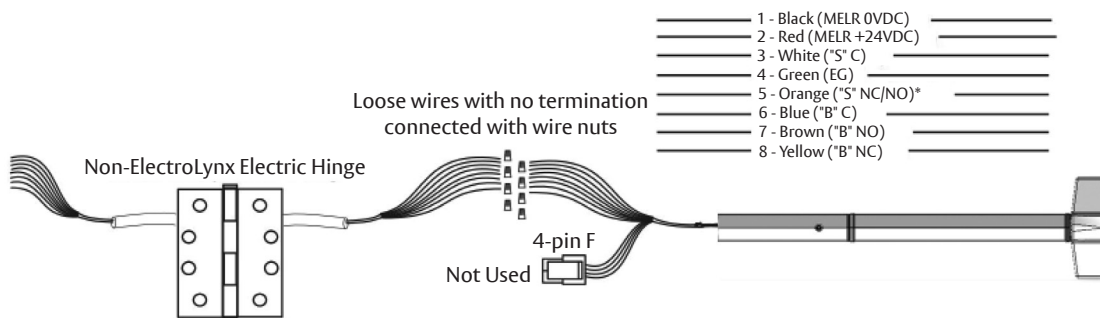 1 - Black (MELR 0VDC)
2 - Red (MELR +24VDC)
3 - White ("S" C)
4 - Green (EG)
5 - Orange ("S" NC/NO)*
6 - Blue ("B" C)
7 - Brown ("B" NO)
8 - Yellow ("B" NC)
Loose wires with no termination
connected with wire nuts
Non-ElectroLynx Electric Hinge
4-pin F
Not Used